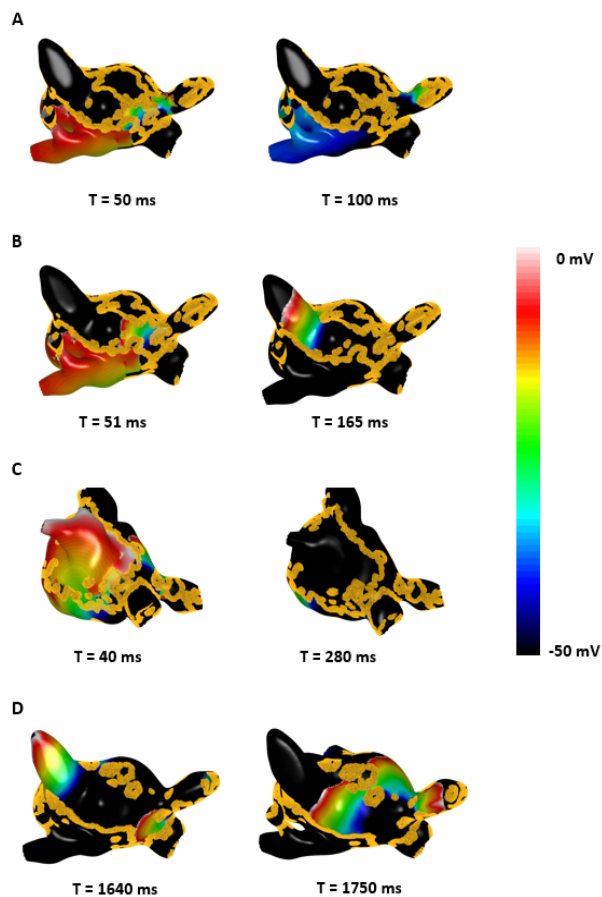 A
T = 50 ms
T = 100 ms
B
0 mV
T = 51 ms
T = 165 ms
C
T = 40 ms
T = 280 ms
-50 mV
D
T = 1640 ms
T = 1750 ms